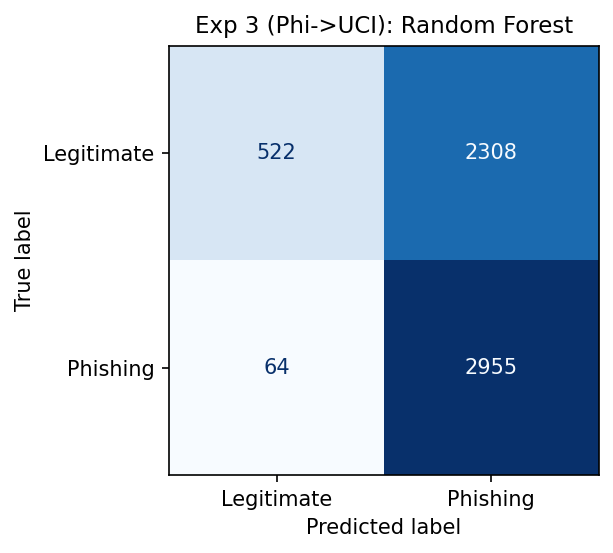 Exp 3 (Phi->UCI): Random Forest
True label
Legitimate
522
2308
Phishing
64
2955
Legitimate
Phishing
Predicted label